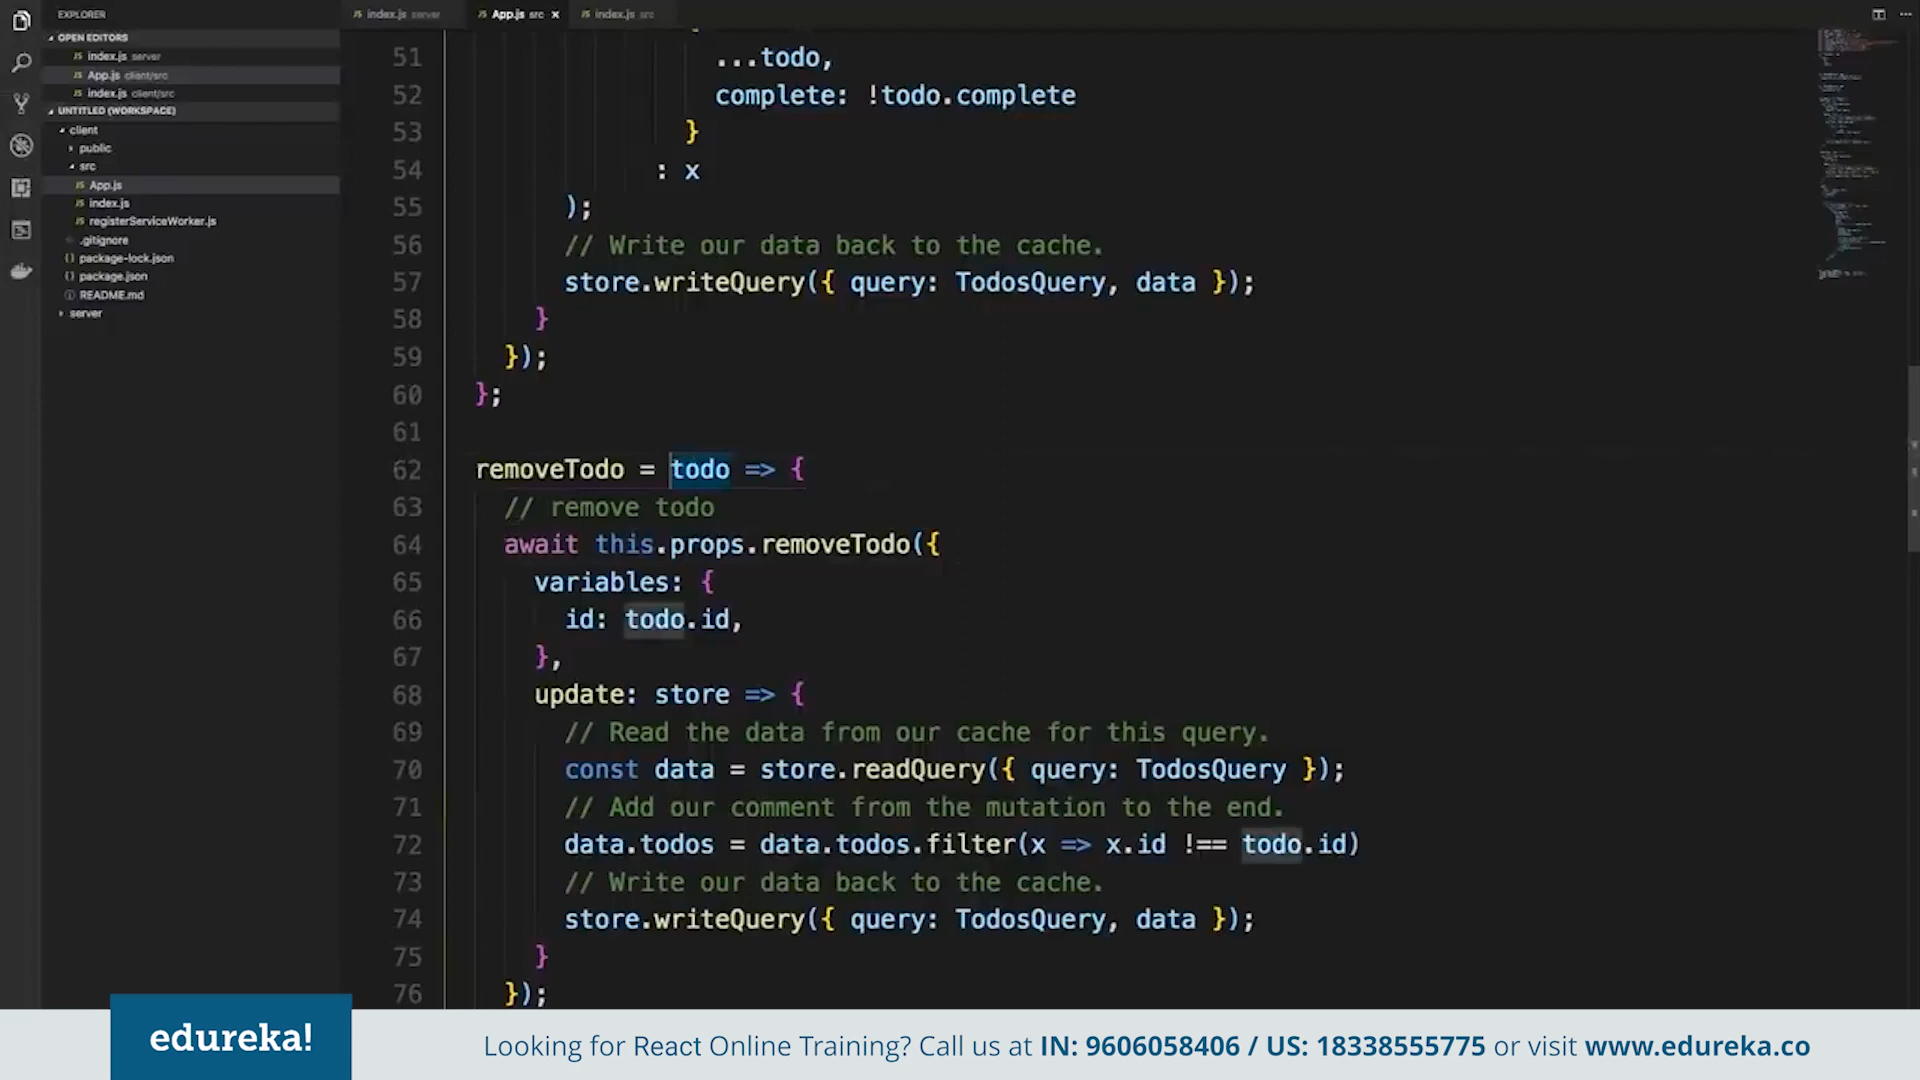 EXPLORER
OPEN EDITORS
index.js server
App.js client/src
index.js client/src
UNTITLED (WORKSPACE)
client
public
src
App.js
index.js
registerServiceWorker.js
.gitignore
package-lock.json
package.json
README.md
server
index.js server
App.js src
index.js src
51 ...todo,
52 complete: !todo.complete
53 }
54 : x
55 );
56 // Write our data back to the cache.
57 store.writeQuery({ query: TodosQuery, data });
58 }
59 });
60 };
61
62 removeTodo = todo => {
63 // remove todo
64 await this.props.removeTodo({
65 variables: {
66 id: todo.id,
67 },
68 update: store => {
69 // Read the data from our cache for this query.
70 const data = store.readQuery({ query: TodosQuery });
71 // Add our comment from the mutation to the end.
72 data.todos = data.todos.filter(x => x.id !== todo.id)
73 // Write our data back to the cache.
74 store.writeQuery({ query: TodosQuery, data });
75 }
76 });
edureka!
Looking for React Online Training? Call us at IN: 9606058406 / US: 18338555775 or visit www.edureka.co